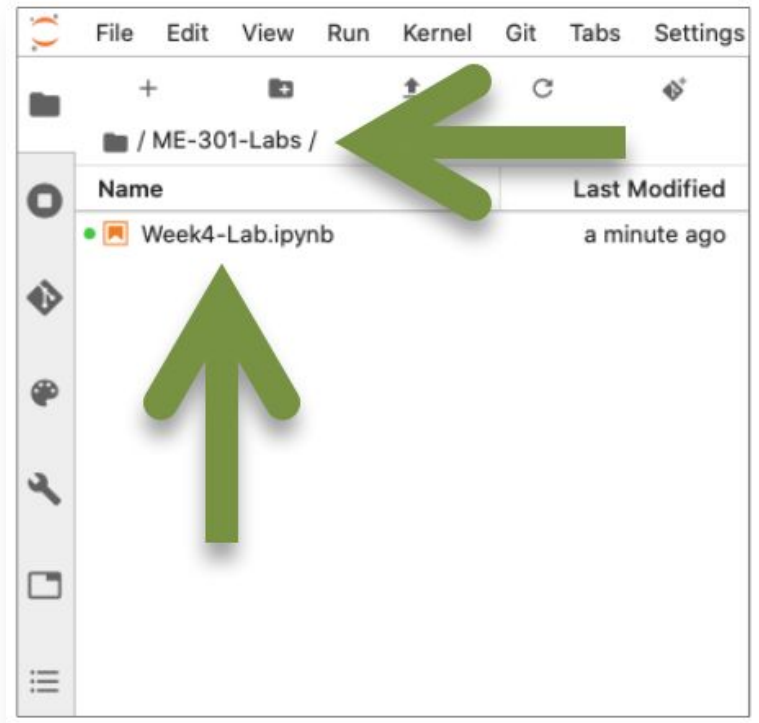 File Edit View Run Kernel Git Tabs Settings
/ ME-301-Labs /
Name Last Modified
Week4-Lab.ipynb a minute ago